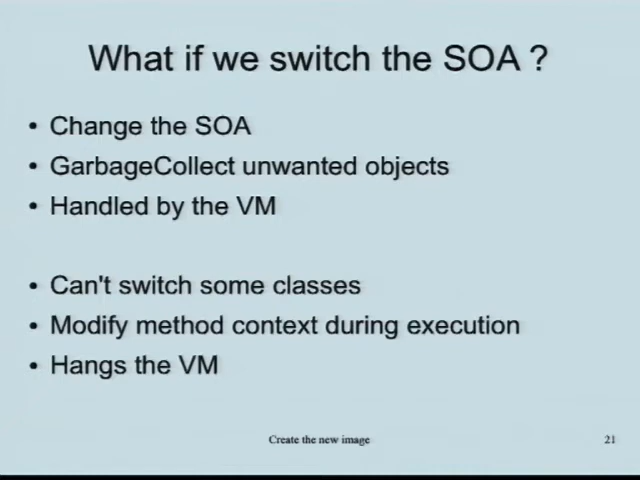 What if we switch the SOA ?
• Change the SOA
• GarbageCollect unwanted objects
• Handled by the VM
• Can't switch some classes
• Modify method context during execution
• Hangs the VM
Create the new image
21